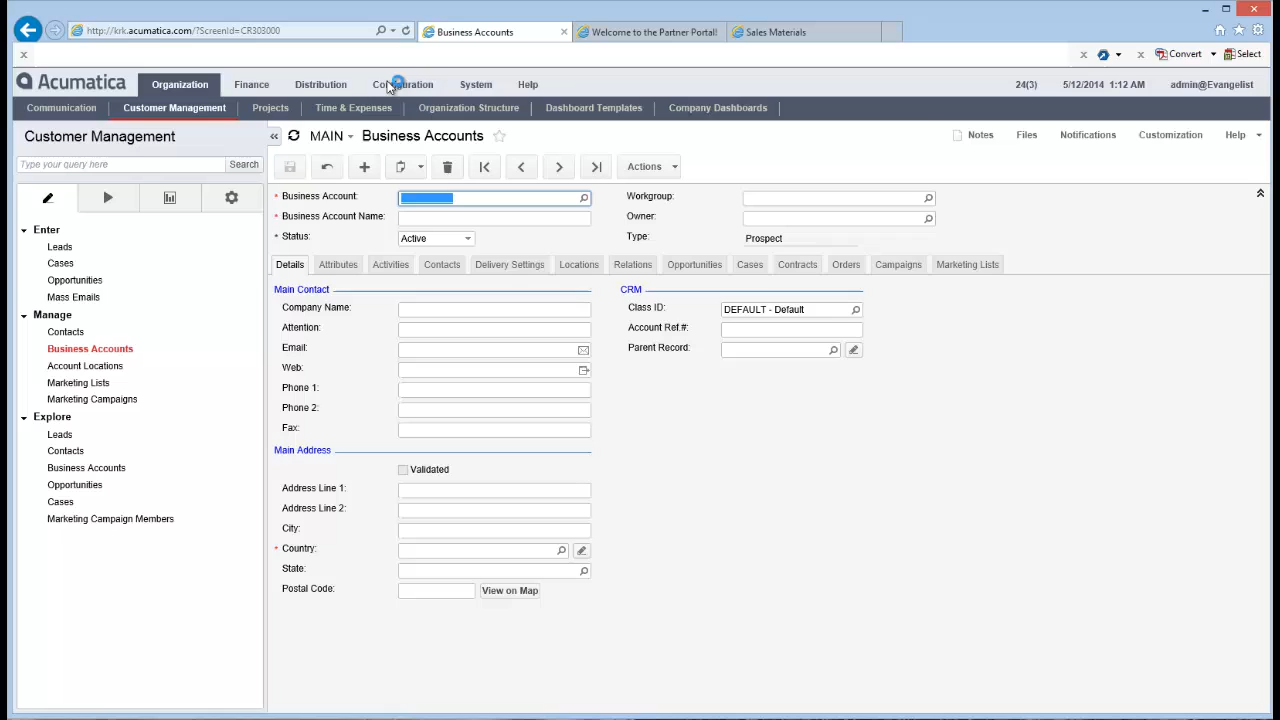 http://krk.acumatica.com/?ScreenId=CR303000
Business Accounts
Welcome to the Partner Portal!
Sales Materials
Convert
Select
Acumatica
Organization Finance Distribution Configuration System Help
24(3) 5/12/2014 1:12 AM admin@Evangelist
Communication Customer Management Projects Time & Expenses Organization Structure Dashboard Templates Company Dashboards
Customer Management
MAIN Business Accounts
Notes Files Notifications Customization Help
Type your query here Search
Actions
Enter
Leads
Cases
Opportunities
Mass Emails
Manage
Contacts
Business Accounts
Account Locations
Marketing Lists
Marketing Campaigns
Explore
Leads
Contacts
Business Accounts
Opportunities
Cases
Marketing Campaign Members
* Business Account:
* Business Account Name:
* Status: Active
Workgroup:
Owner:
Type: Prospect
Details Attributes Activities Contacts Delivery Settings Locations Relations Opportunities Cases Contracts Orders Campaigns Marketing Lists
Main Contact
Company Name:
Attention:
Email:
Web:
Phone 1:
Phone 2:
Fax:
CRM
Class ID: DEFAULT - Default
Account Ref.#:
Parent Record:
Main Address
Validated
Address Line 1:
Address Line 2:
City:
* Country:
State:
Postal Code: View on Map